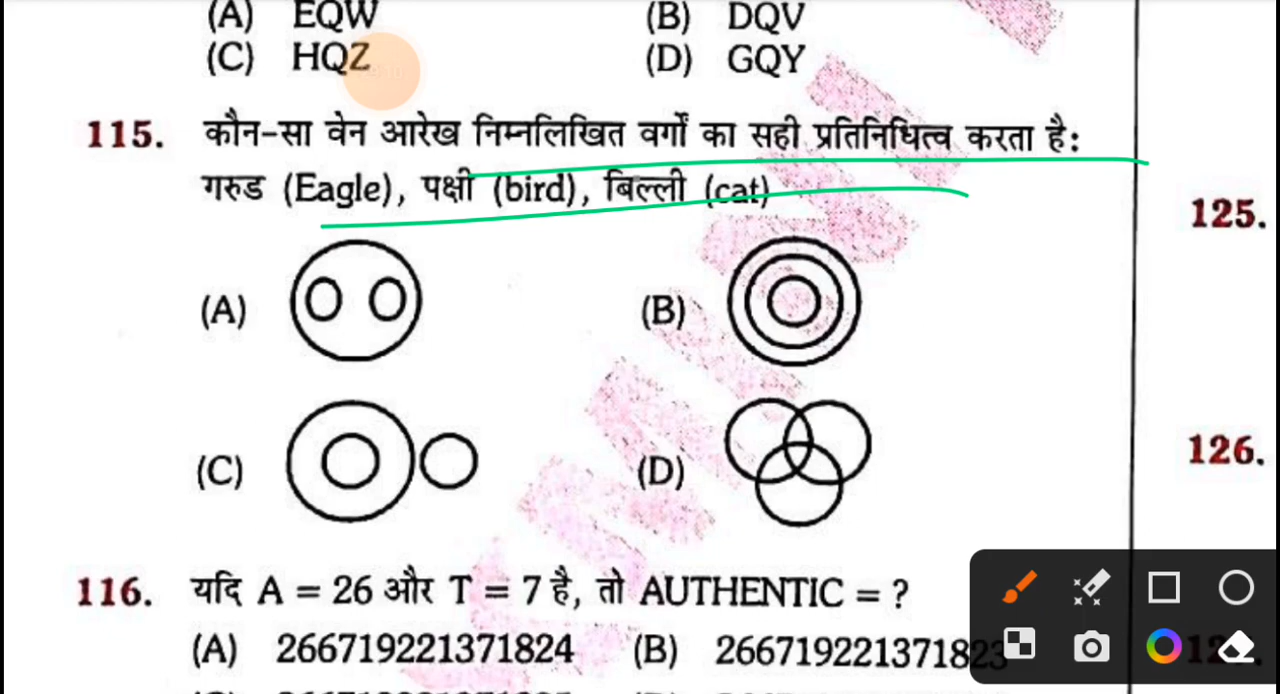 (A) EQW (B) DQV
(C) HQZ (D) GQY
115. कौन-सा वेन आरेख निम्नलिखित वर्गों का सही प्रतिनिधित्व करता है:
गरुड (Eagle), पक्षी (bird), बिल्ली (cat)
125.
(A) (B)
(C) (D)
126.
116. यदि A = 26 और T = 7 है, तो AUTHENTIC = ?
(A) 266719221371824 (B) 266719221371823